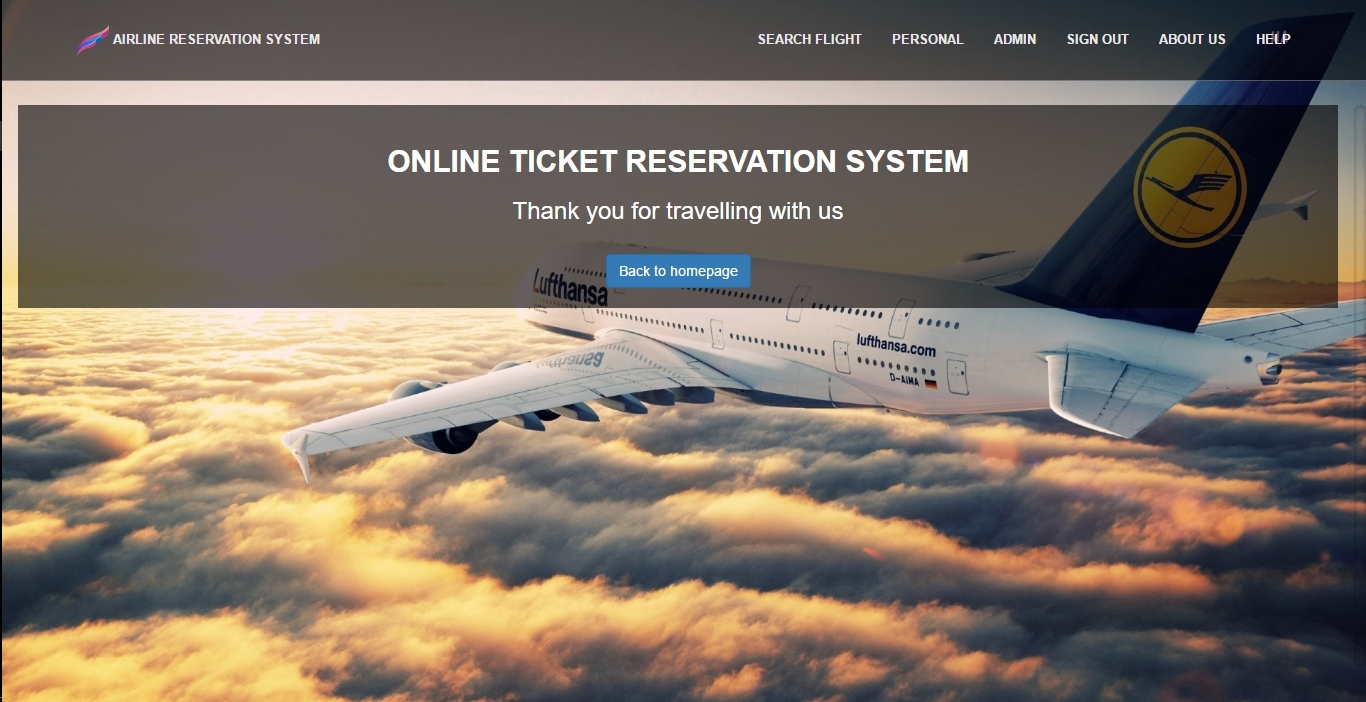 AIRLINE RESERVATION SYSTEM
SEARCH FLIGHT PERSONAL ADMIN SIGN OUT ABOUT US HELP
ONLINE TICKET RESERVATION SYSTEM
Thank you for travelling with us
Back to homepage
Lufthansa
lufthansa.com
D-AIMA
Lufthansa